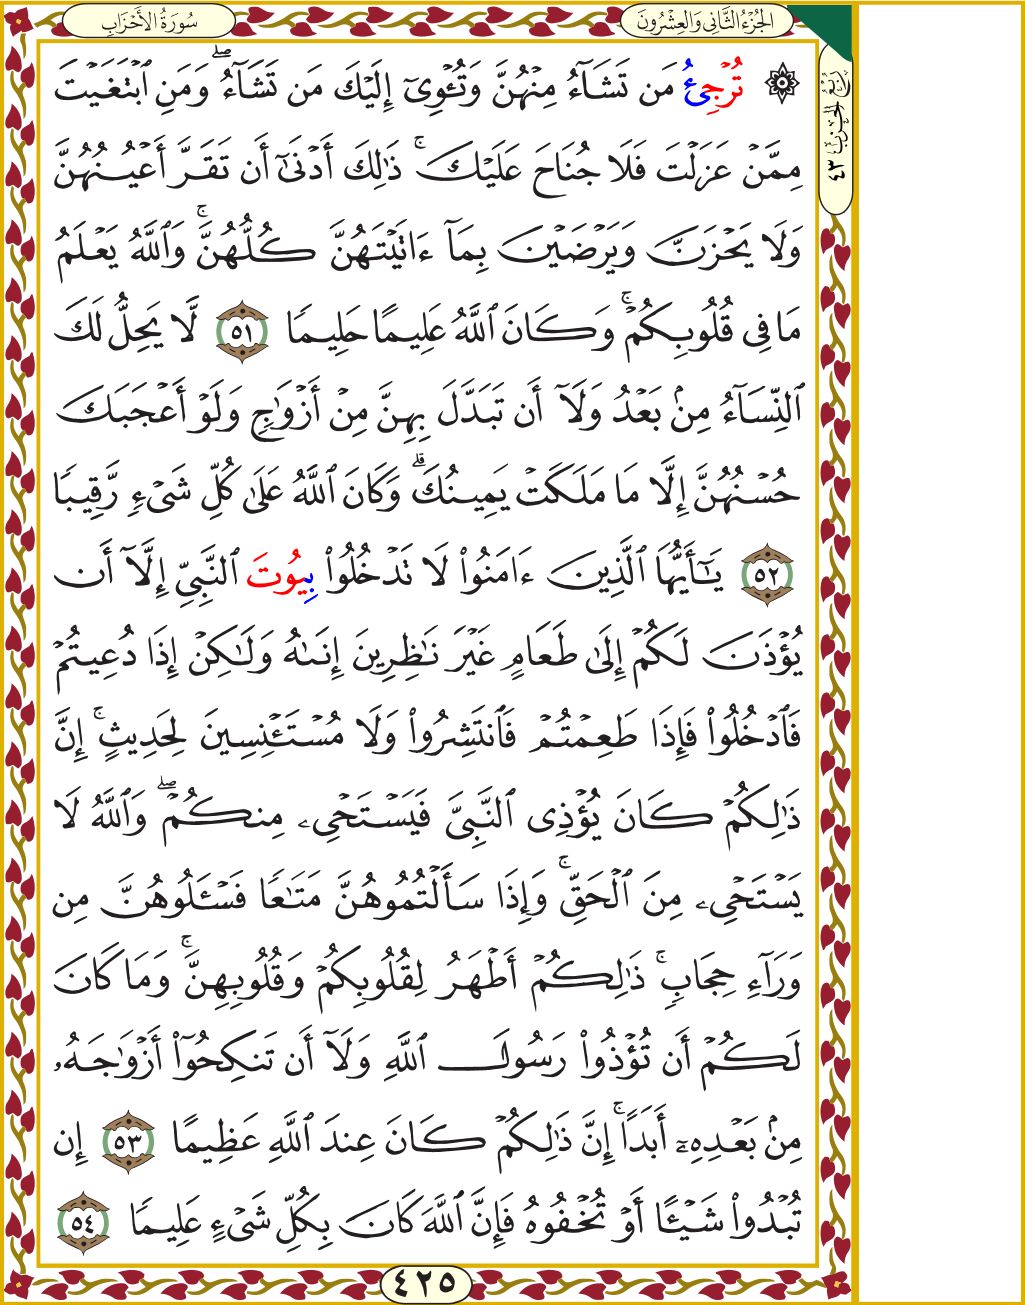 الجُزْءُ الثَّانِي وَالعِشْرُونَ
سُورَةُ الأَحْزَابِ
رُبْعُ الحِزْبِ ٤٣
۞ تُرْجِئُ مَن تَشَآءُ مِنْهُنَّ وَتُـْٔوِىٓ إِلَيْكَ مَن تَشَآءُ ۖ وَمَنِ ٱبْتَغَيْتَ
مِمَّنْ عَزَلْتَ فَلَا جُنَاحَ عَلَيْكَ ۚ ذَٰلِكَ أَدْنَىٰٓ أَن تَقَرَّ أَعْيُنُهُنَّ
وَلَا يَحْزَنَّ وَيَرْضَيْنَ بِمَآ ءَاتَيْتَهُنَّ كُلُّهُنَّ ۚ وَٱللَّهُ يَعْلَمُ
مَا فِى قُلُوبِكُمْ ۚ وَكَانَ ٱللَّهُ عَلِيمًا حَلِيمًا ٥١ لَّا يَحِلُّ لَكَ
ٱلنِّسَآءُ مِنۢ بَعْدُ وَلَآ أَن تَبَدَّلَ بِهِنَّ مِنْ أَزْوَٰجٍ وَلَوْ أَعْجَبَكَ
حُسْنُهُنَّ إِلَّا مَا مَلَكَتْ يَمِينُكَ ۗ وَكَانَ ٱللَّهُ عَلَىٰ كُلِّ شَىْءٍ رَّقِيبًا
٥٢ يَـٰٓأَيُّهَا ٱلَّذِينَ ءَامَنُوا۟ لَا تَدْخُلُوا۟ بِيُوتَ ٱلنَّبِىِّ إِلَّآ أَن
يُؤْذَنَ لَكُمْ إِلَىٰ طَعَامٍ غَيْرَ نَـٰظِرِينَ إِنَىٰهُ وَلَـٰكِنْ إِذَا دُعِيتُمْ
فَٱدْخُلُوا۟ فَإِذَا طَعِمْتُمْ فَٱنتَشِرُوا۟ وَلَا مُسْتَـْٔنِسِينَ لِحَدِيثٍ ۚ إِنَّ
ذَٰلِكُمْ كَانَ يُؤْذِى ٱلنَّبِىَّ فَيَسْتَحْىِۦ مِنكُمْ ۖ وَٱللَّهُ لَا
يَسْتَحْىِۦ مِنَ ٱلْحَقِّ ۚ وَإِذَا سَأَلْتُمُوهُنَّ مَتَـٰعًا فَسْـَٔلُوهُنَّ مِن
وَرَآءِ حِجَابٍ ۚ ذَٰلِكُمْ أَطْهَرُ لِقُلُوبِكُمْ وَقُلُوبِهِنَّ ۚ وَمَا كَانَ
لَكُمْ أَن تُؤْذُوا۟ رَسُولَ ٱللَّهِ وَلَآ أَن تَنكِحُوٓا۟ أَزْوَٰجَهُۥ
مِنۢ بَعْدِهِۦٓ أَبَدًا ۚ إِنَّ ذَٰلِكُمْ كَانَ عِندَ ٱللَّهِ عَظِيمًا ٥٣ إِن
تُبْدُوا۟ شَيْـًٔا أَوْ تُخْفُوهُ فَإِنَّ ٱللَّهَ كَانَ بِكُلِّ شَىْءٍ عَلِيمًا ٥٤
٤٢٥